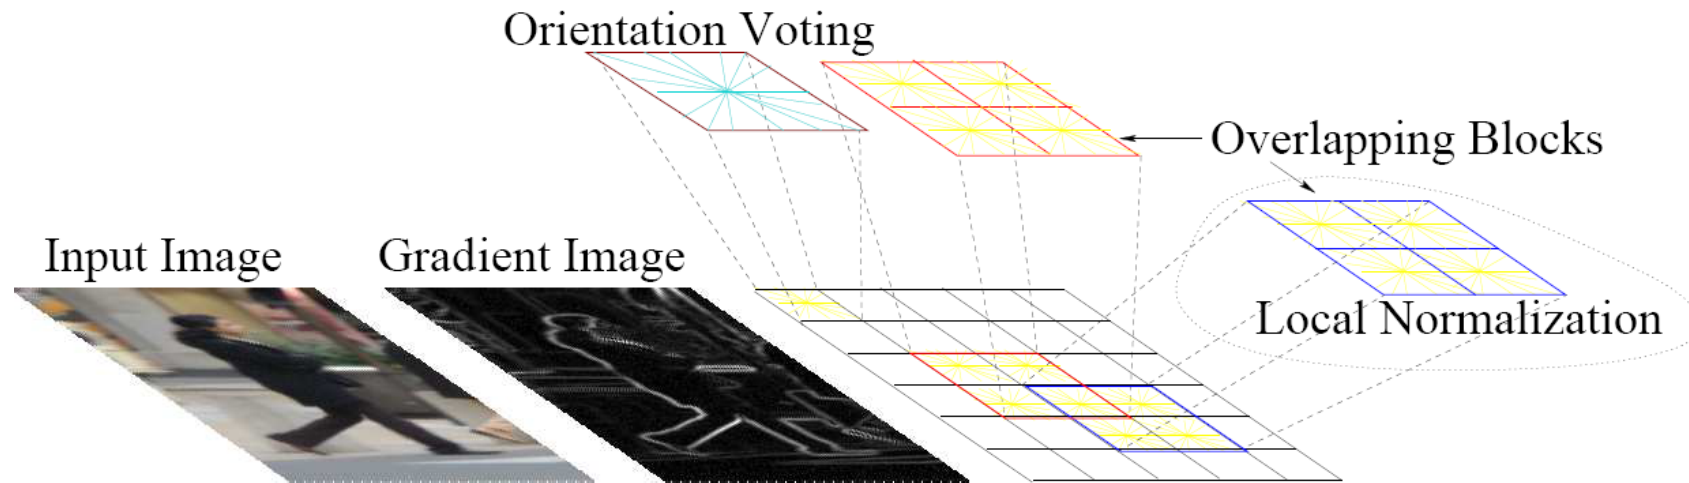 Orientation Voting
Overlapping Blocks
Input Image
Gradient Image
Local Normalization